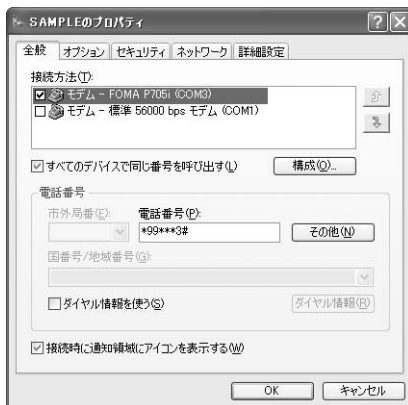 SAMPLEのプロパティ
全般 オプション セキュリティ ネットワーク 詳細設定
接続方法(T):
モデム - FOMA P705i (COM3)
モデム - 標準 56000 bps モデム (COM1)
すべてのデバイスで同じ番号を呼び出す(L) 構成(O)...
電話番号
市外局番(E): 電話番号(P):
*99***3# その他(N)
国番号/地域番号(G):
ダイヤル情報を使う(S) ダイヤル情報(R)
接続時に通知領域にアイコンを表示する(W)
OK キャンセル